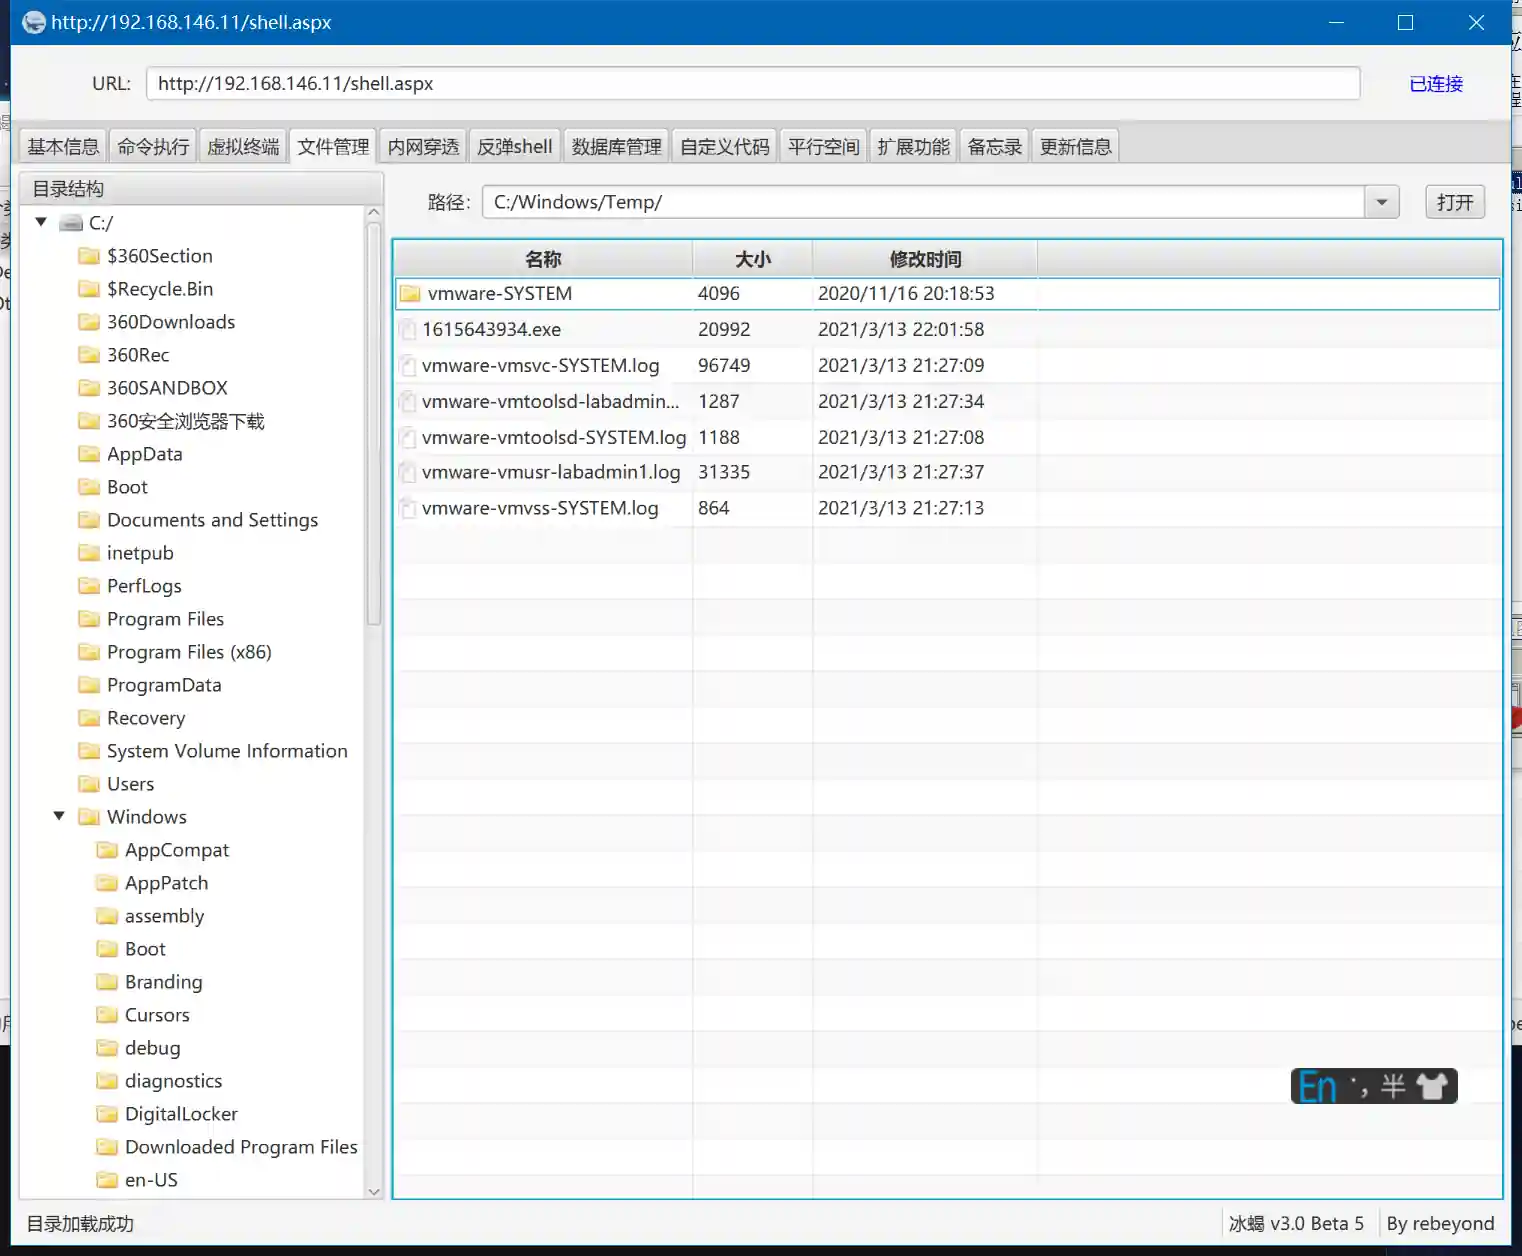 http://192.168.146.11/shell.aspx
URL: http://192.168.146.11/shell.aspx 已连接
基本信息 命令执行 虚拟终端 文件管理 内网穿透 反弹shell 数据库管理 自定义代码 平行空间 扩展功能 备忘录 更新信息
目录结构
路径: C:/Windows/Temp/ 打开
C:/
$360Section
$Recycle.Bin
360Downloads
360Rec
360SANDBOX
360安全浏览器下载
AppData
Boot
Documents and Settings
inetpub
PerfLogs
Program Files
Program Files (x86)
ProgramData
Recovery
System Volume Information
Users
Windows
AppCompat
AppPatch
assembly
Boot
Branding
Cursors
debug
diagnostics
DigitalLocker
Downloaded Program Files
en-US
名称 大小 修改时间
vmware-SYSTEM 4096 2020/11/16 20:18:53
1615643934.exe 20992 2021/3/13 22:01:58
vmware-vmsvc-SYSTEM.log 96749 2021/3/13 21:27:09
vmware-vmtoolsd-labadmin... 1287 2021/3/13 21:27:34
vmware-vmtoolsd-SYSTEM.log 1188 2021/3/13 21:27:08
vmware-vmusr-labadmin1.log 31335 2021/3/13 21:27:37
vmware-vmvss-SYSTEM.log 864 2021/3/13 21:27:13
En 半
目录加载成功
冰蝎 v3.0 Beta 5 By rebeyond